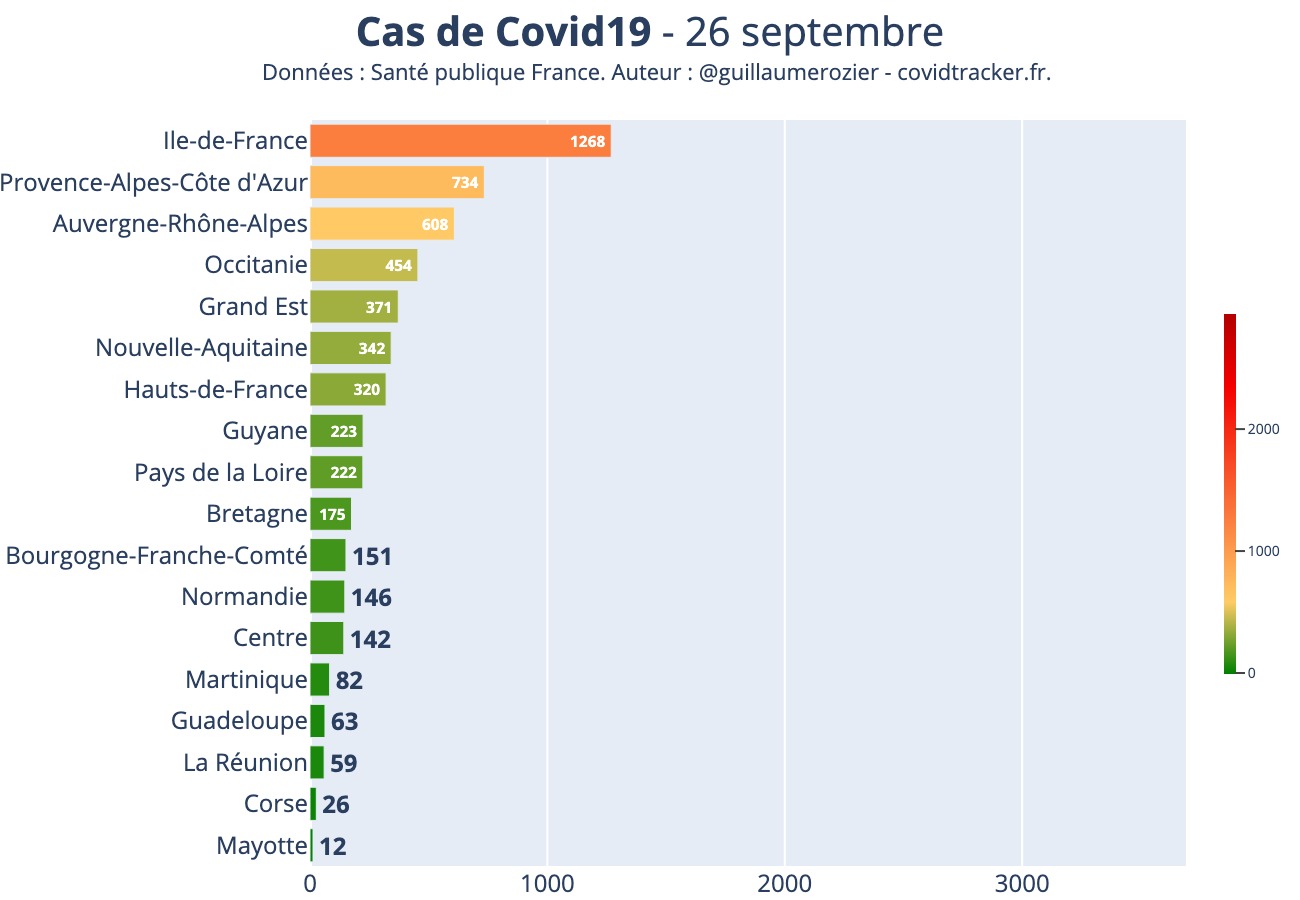 Cas de Covid19 - 26 septembre
Données : Santé publique France. Auteur : @guillaumerozier - covidtracker.fr.
Ile-de-France 1268
Provence-Alpes-Côte d'Azur 734
Auvergne-Rhône-Alpes 608
Occitanie 454
Grand Est 371
Nouvelle-Aquitaine 342
Hauts-de-France 320
Guyane 223
Pays de la Loire 222
Bretagne 175
Bourgogne-Franche-Comté 151
Normandie 146
Centre 142
Martinique 82
Guadeloupe 63
La Réunion 59
Corse 26
Mayotte 12
0 1000 2000 3000
2000
1000
0